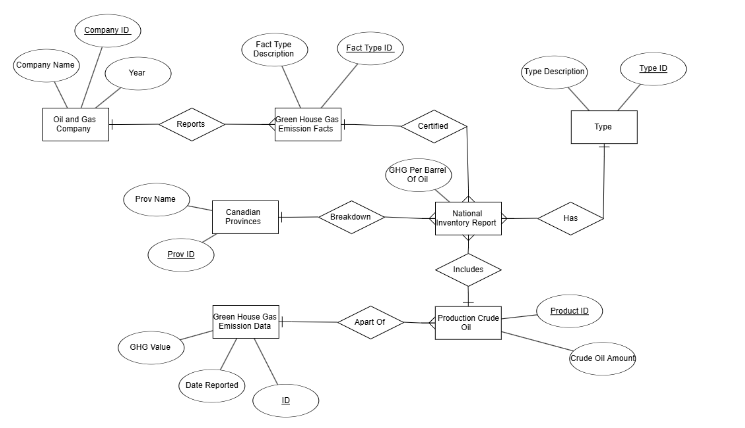 Company ID
Company Name
Year
Fact Type
Description
Fact Type ID
Type Description
Type ID
Oil and Gas
Company
Reports
Green House Gas
Emission Facts
Certified
Type
GHG Per Barrel
Of Oil
Prov Name
Canadian
Provinces
Breakdown
National
Inventory Report
Has
Prov ID
Includes
Green House Gas
Emission Data
Apart Of
Production Crude
Oil
Product ID
GHG Value
Crude Oil Amount
Date Reported
ID